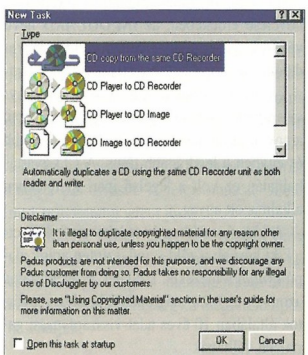 New Task
Type
CD copy from the same CD Recorder
CD Player to CD Recorder
CD Player to CD Image
CD Image to CD Recorder
Automatically duplicates a CD using the same CD Recorder unit as both
reader and writer.
Disclaimer
It is illegal to duplicate copyrighted material for any reason other
than personal use, unless you happen to be the copyright owner.
Padus products are not intended for this purpose, and we discourage any
Padus customer from doing so. Padus takes no responsibility for any illegal
use of DiscJuggler by our customers.
Please, see "Using Copyrighted Material" section in the user's guide for
more information on this matter.
Open this task at startup
OK
Cancel